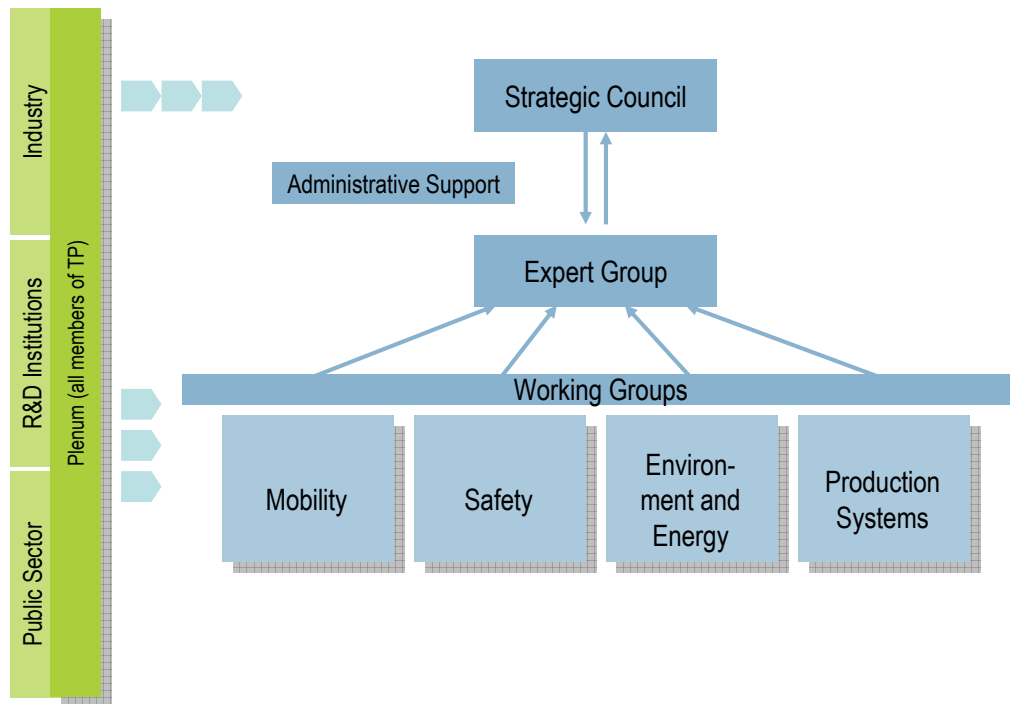 Industry
R&D Institutions
Public Sector
Plenum (all members of TP)
Strategic Council
Administrative Support
Expert Group
Working Groups
Mobility
Safety
Environ-
ment and
Energy
Production
Systems